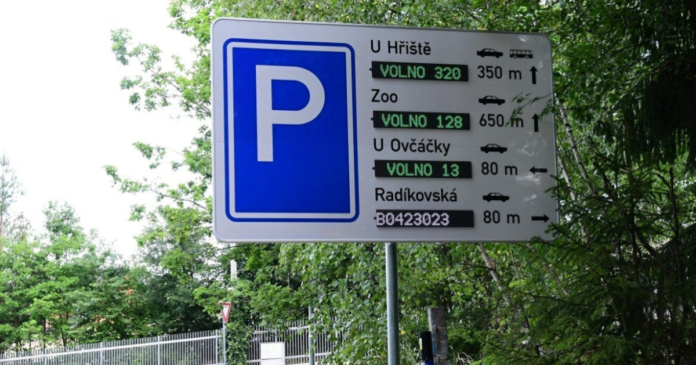 P
U Hřiště
VOLNO 320 350 m ↑
Zoo
VOLNO 128 650 m ↑
U Ovčáčky
VOLNO 13 80 m ←
Radíkovská
B0423023 80 m →